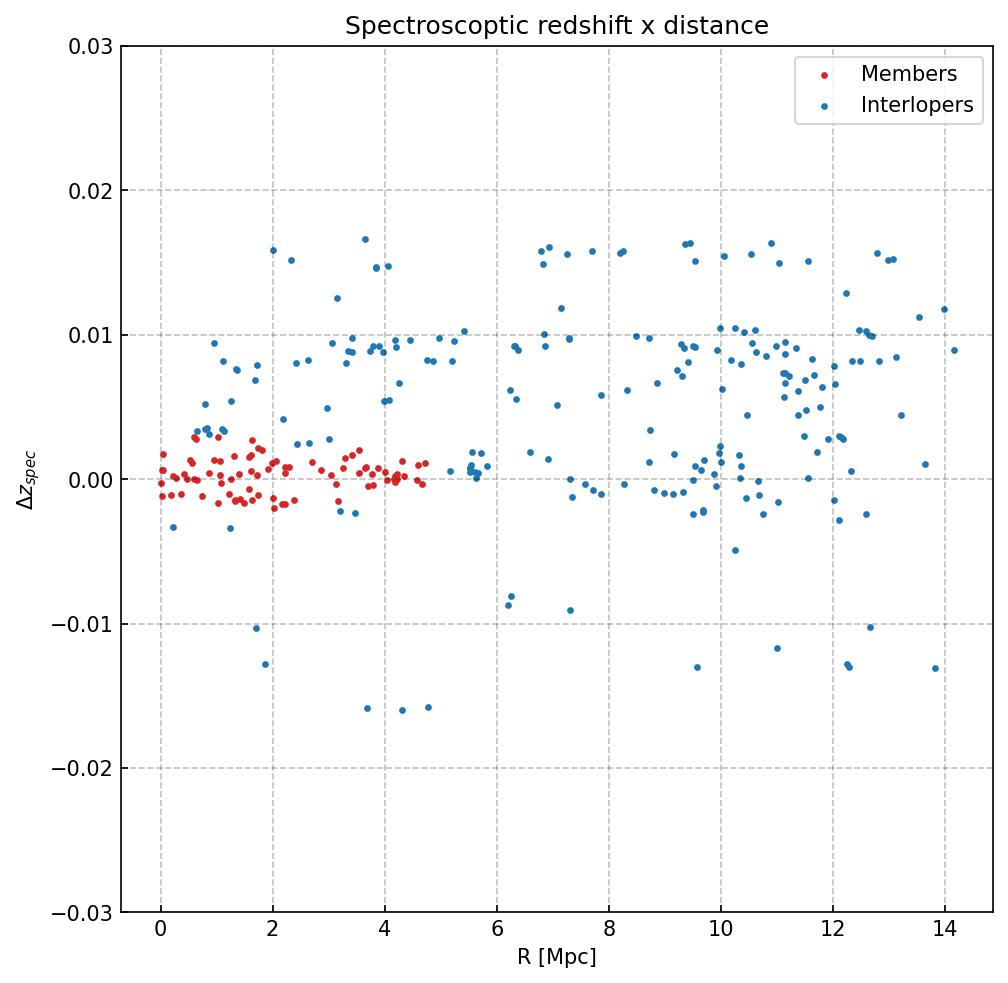 Spectroscoptic redshift x distance
Members
Interlopers
0.03
0.02
0.01
0.00
−0.01
−0.02
−0.03
Δz_spec
0 2 4 6 8 10 12 14
R [Mpc]